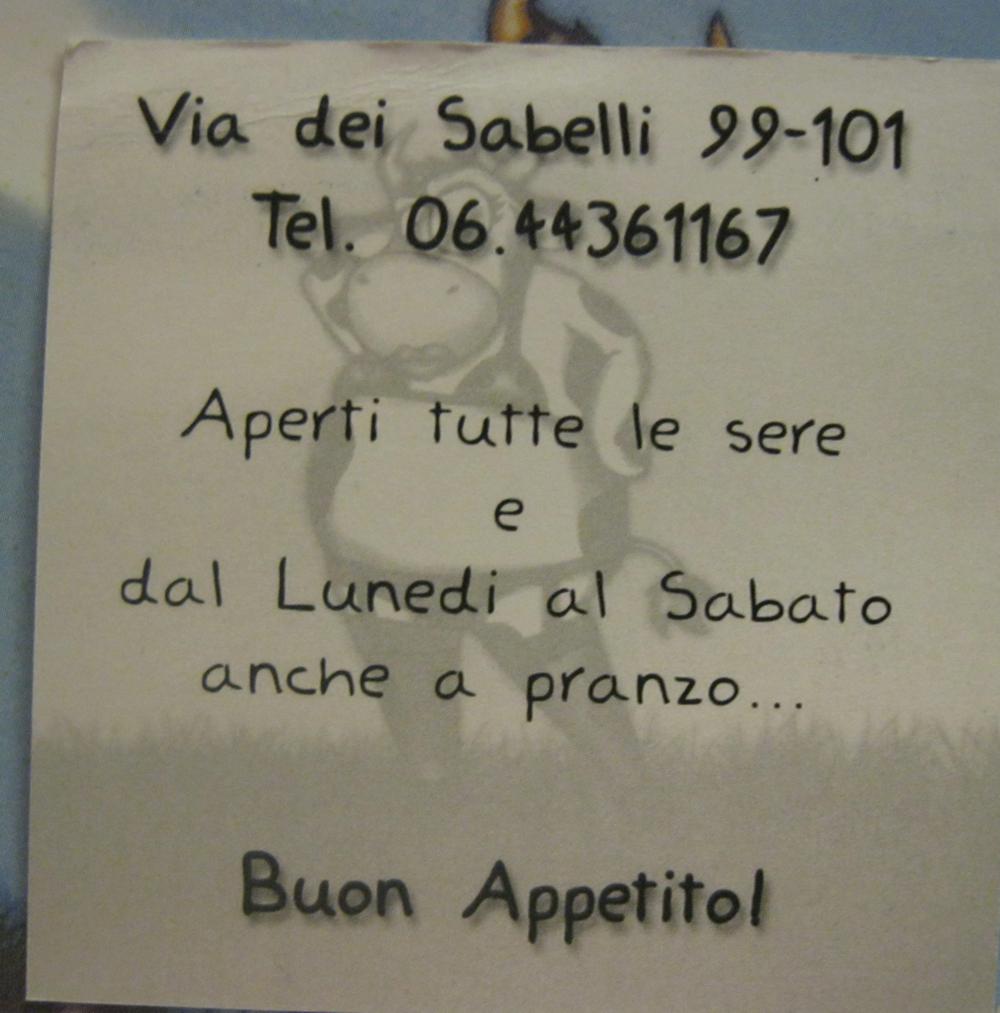 Via dei Sabelli 99-101
Tel. 06.44361167
Aperti tutte le sere
e
dal Lunedi al Sabato
anche a pranzo...
Buon Appetito!